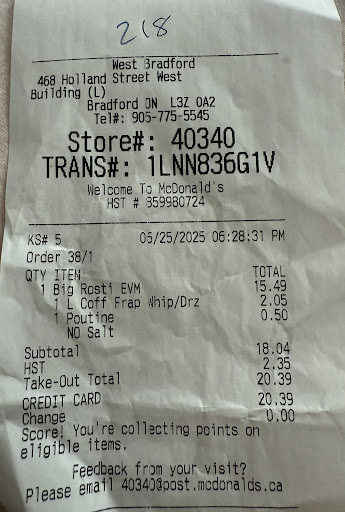 218
West Bradford
468 Holland Street West
Building (L)
Bradford ON L3Z 0A2
Tel#: 905-775-5545
Store#: 40340
TRANS#: 1LNN836G1V
Welcome To McDonald's
HST # 859980724
KS# 5 05/25/2025 06:28:31 PM
Order 38/1
QTY ITEM TOTAL
1 Big Rosti EVM 15.49
1 L Coff Frap Whip/Drz 2.05
1 Poutine 0.50
NO Salt
Subtotal 18.04
HST 2.35
Take-Out Total 20.39
CREDIT CARD 20.39
Change 0.00
Score! You're collecting points on
eligible items.
Feedback from your visit?
Please email 40340@post.mcdonalds.ca